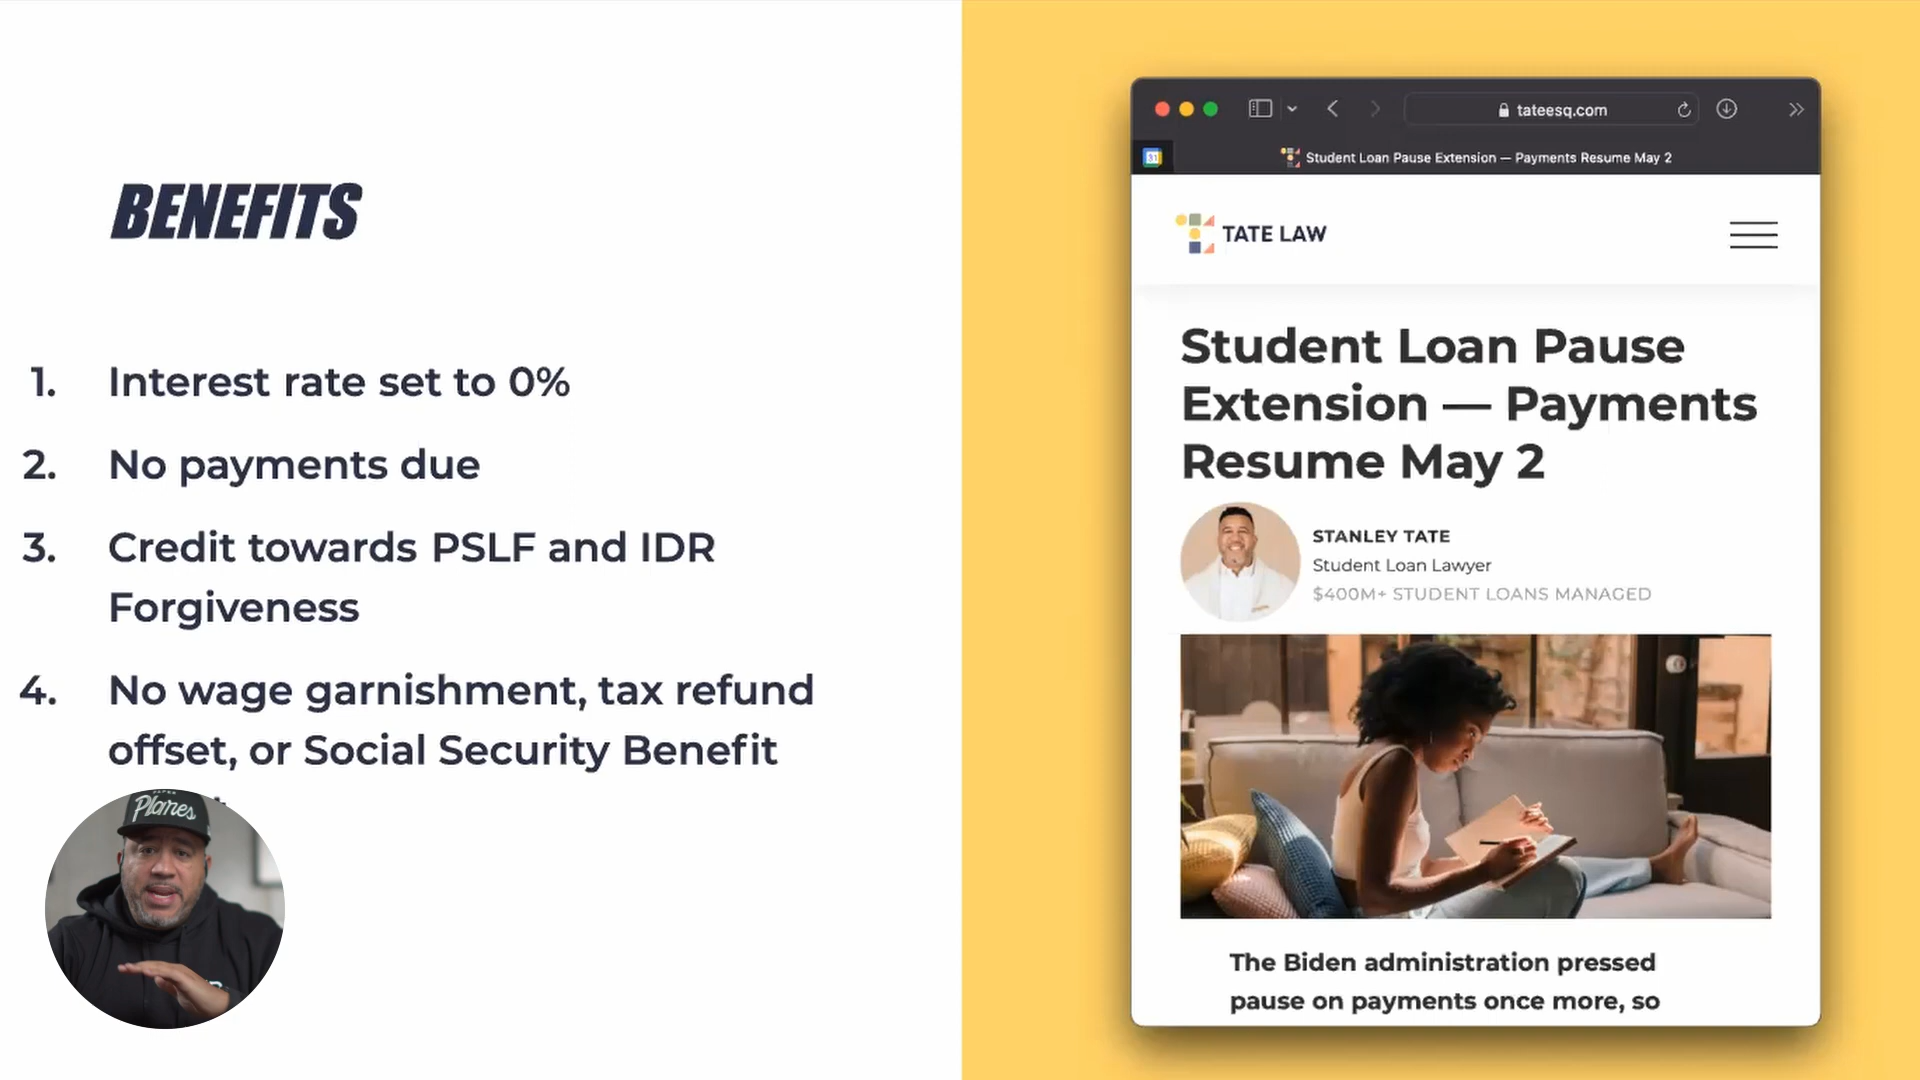 BENEFITS
1. Interest rate set to 0%
2. No payments due
3. Credit towards PSLF and IDR
Forgiveness
4. No wage garnishment, tax refund
offset, or Social Security Benefit
Planes
tateesq.com
31
Student Loan Pause Extension — Payments Resume May 2
TATE LAW
Student Loan Pause
Extension — Payments
Resume May 2
STANLEY TATE
Student Loan Lawyer
$400M+ STUDENT LOANS MANAGED
The Biden administration pressed
pause on payments once more, so